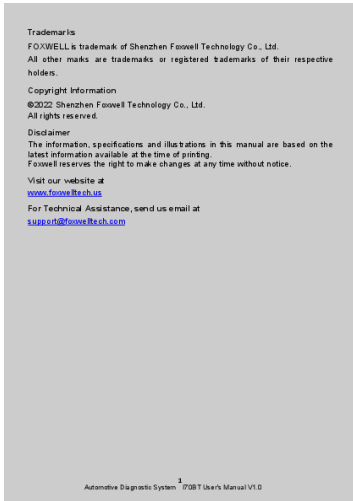 Trademarks
FOXWELL is trademark of Shenzhen Foxwell Technology Co., Ltd.
All other marks are trademarks or registered trademarks of their respective
holders.
Copyright Information
©2022 Shenzhen Foxwell Technology Co., Ltd.
All rights reserved.
Disclaimer
The information, specifications and illustrations in this manual are based on the
latest information available at the time of printing.
Foxwell reserves the right to make changes at any time without notice.
Visit our website at
www.foxwelltech.us
For Technical Assistance, send us email at
support@foxwelltech.com
1
Automotive Diagnostic System I70BT User's Manual V1.0